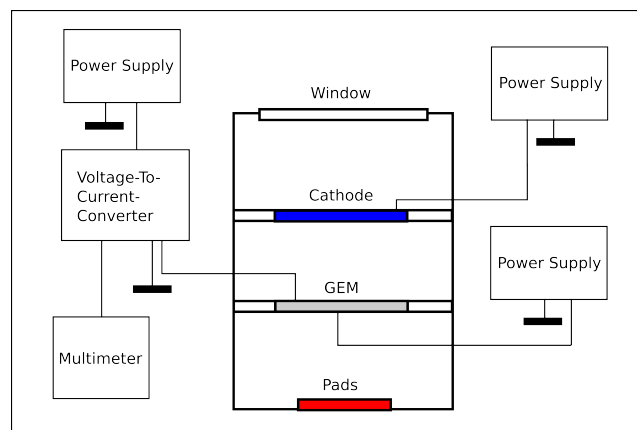 Power Supply
Power Supply
Window
Voltage-To-
Current-
Converter
Cathode
Power Supply
GEM
Multimeter
Pads